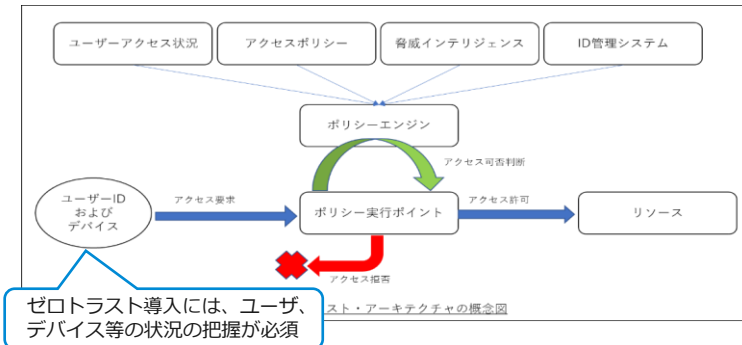 ユーザーアクセス状況
アクセスポリシー
脅威インテリジェンス
ID管理システム
ポリシーエンジン
アクセス可否判断
ユーザーID
および
デバイス
アクセス要求
ポリシー実行ポイント
アクセス許可
リソース
アクセス拒否
スト・アーキテクチャの概念図
ゼロトラスト導入には、ユーザ、
デバイス等の状況の把握が必須